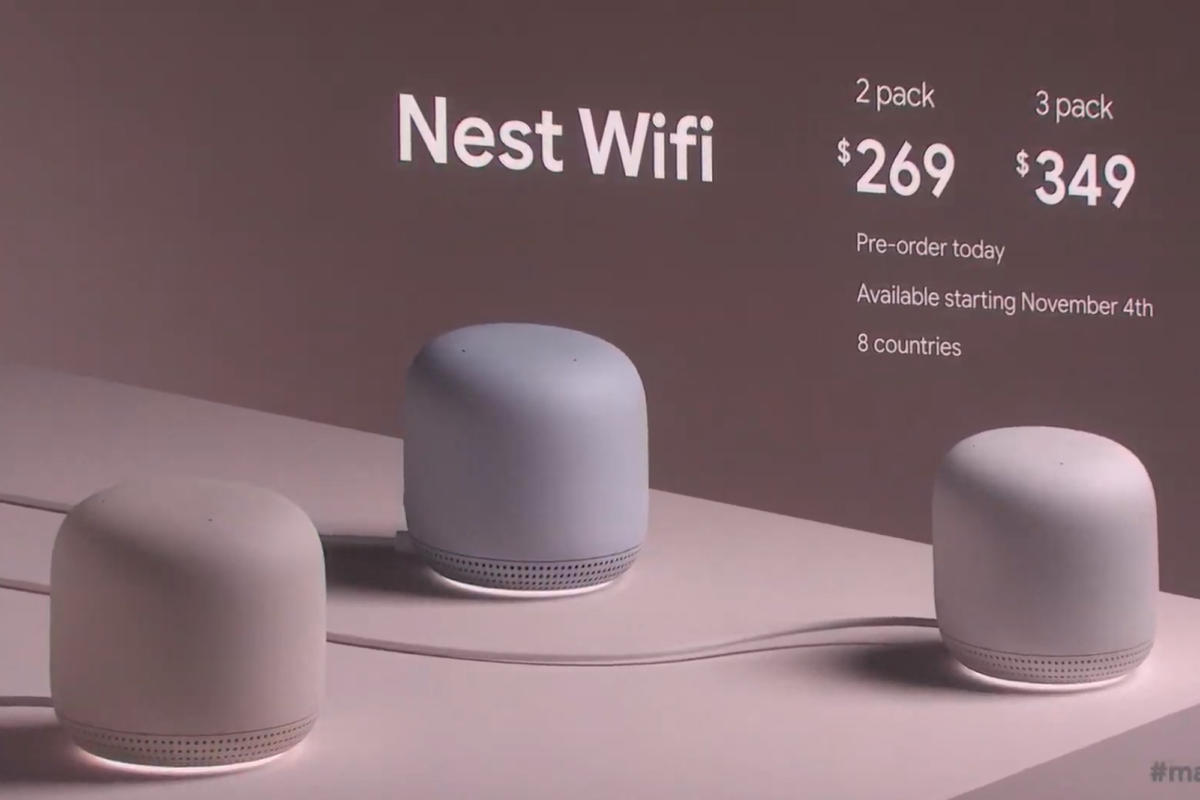 Nest Wifi
2 pack
$269
3 pack
$349
Pre-order today
Available starting November 4th
8 countries